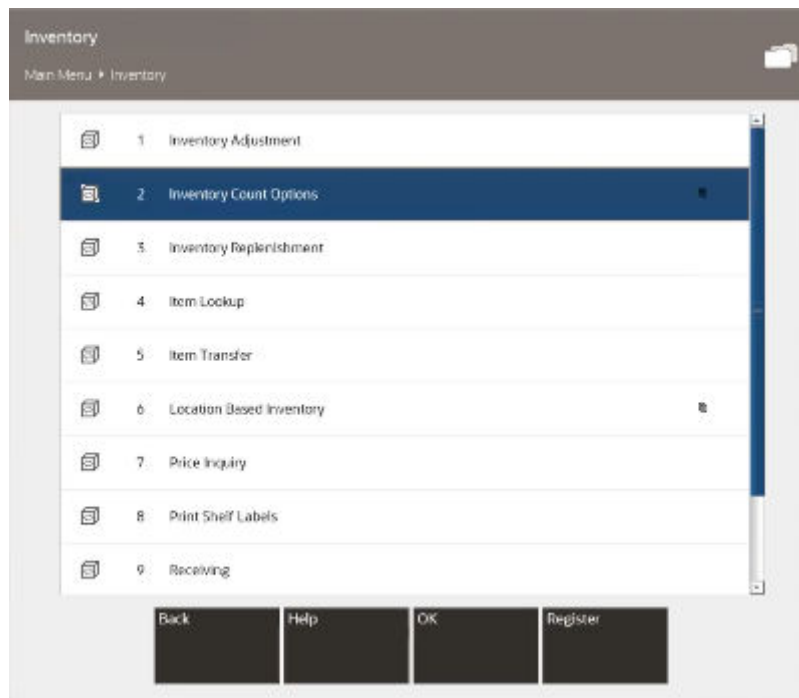 Inventory
Main Menu ▸ Inventory
1 Inventory Adjustment
2 Inventory Count Options
3 Inventory Replenishment
4 Item Lookup
5 Item Transfer
6 Location Based Inventory
7 Price Inquiry
8 Print Shelf Labels
9 Receiving
Back Help OK Register